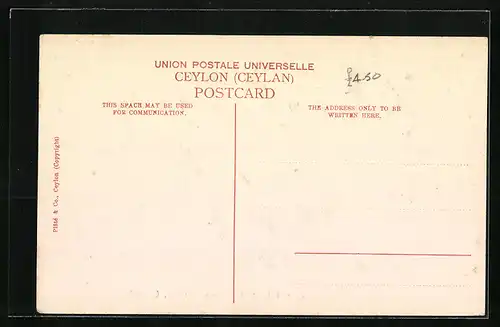 UNION POSTALE UNIVERSELLE
CEYLON (CEYLAN)
POSTCARD
£4.50
THIS SPACE MAY BE USED
FOR COMMUNICATION.
THE ADDRESS ONLY TO BE
WRITTEN HERE.
Plâté & Co., Ceylon (Copyright)